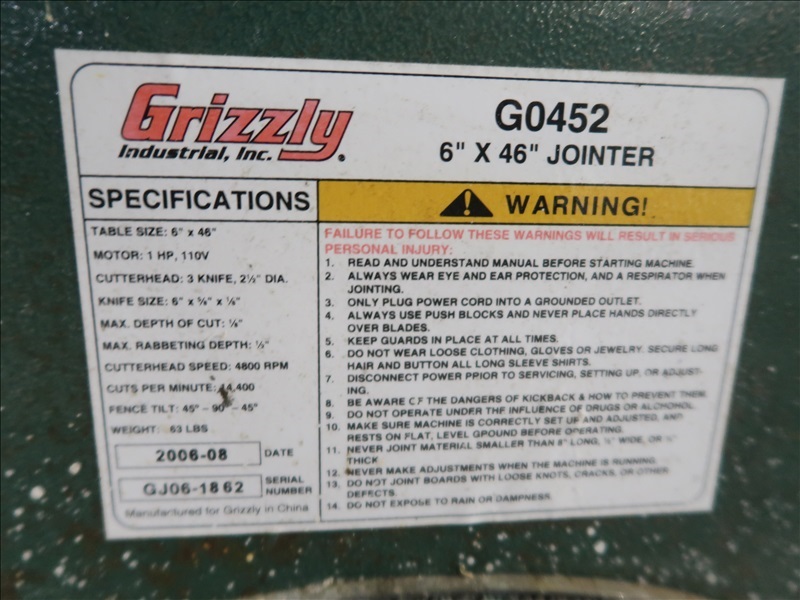 Grizzly
Industrial, Inc. ®
G0452
6" X 46" JOINTER
SPECIFICATIONS
TABLE SIZE: 6" x 46"
MOTOR: 1 HP, 110V
CUTTERHEAD: 3 KNIFE, 2½" DIA.
KNIFE SIZE: 6" x ⅝" x ⅛"
MAX. DEPTH OF CUT: ⅛"
MAX. RABBETING DEPTH: ½"
CUTTERHEAD SPEED: 4800 RPM
CUTS PER MINUTE: 14,400
FENCE TILT: 45° – 90° – 45°
WEIGHT: 63 LBS
2006-08 DATE
GJ06-1862 SERIAL NUMBER
Manufactured for Grizzly in China
WARNING!
FAILURE TO FOLLOW THESE WARNINGS WILL RESULT IN SERIOUS
PERSONAL INJURY:
1. READ AND UNDERSTAND MANUAL BEFORE STARTING MACHINE.
2. ALWAYS WEAR EYE AND EAR PROTECTION, AND A RESPIRATOR WHEN
JOINTING.
3. ONLY PLUG POWER CORD INTO A GROUNDED OUTLET.
4. ALWAYS USE PUSH BLOCKS AND NEVER PLACE HANDS DIRECTLY
OVER BLADES.
5. KEEP GUARDS IN PLACE AT ALL TIMES.
6. DO NOT WEAR LOOSE CLOTHING, GLOVES OR JEWELRY. SECURE LONG
HAIR AND BUTTON ALL LONG SLEEVE SHIRTS.
7. DISCONNECT POWER PRIOR TO SERVICING, SETTING UP, OR ADJUST-
ING.
8. BE AWARE OF THE DANGERS OF KICKBACK & HOW TO PREVENT THEM.
9. DO NOT OPERATE UNDER THE INFLUENCE OF DRUGS OR ALCHOHOL.
10. MAKE SURE MACHINE IS CORRECTLY SET UP AND ADJUSTED, AND
RESTS ON FLAT, LEVEL GROUND BEFORE OPERATING.
11. NEVER JOINT MATERIAL SMALLER THAN 8" LONG, WIDE, OR
THICK.
12. NEVER MAKE ADJUSTMENTS WHEN THE MACHINE IS RUNNING.
13. DO NOT JOINT BOARDS WITH LOOSE KNOTS, CRACKS, OR OTHER
DEFECTS.
14. DO NOT EXPOSE TO RAIN OR DAMPNESS.